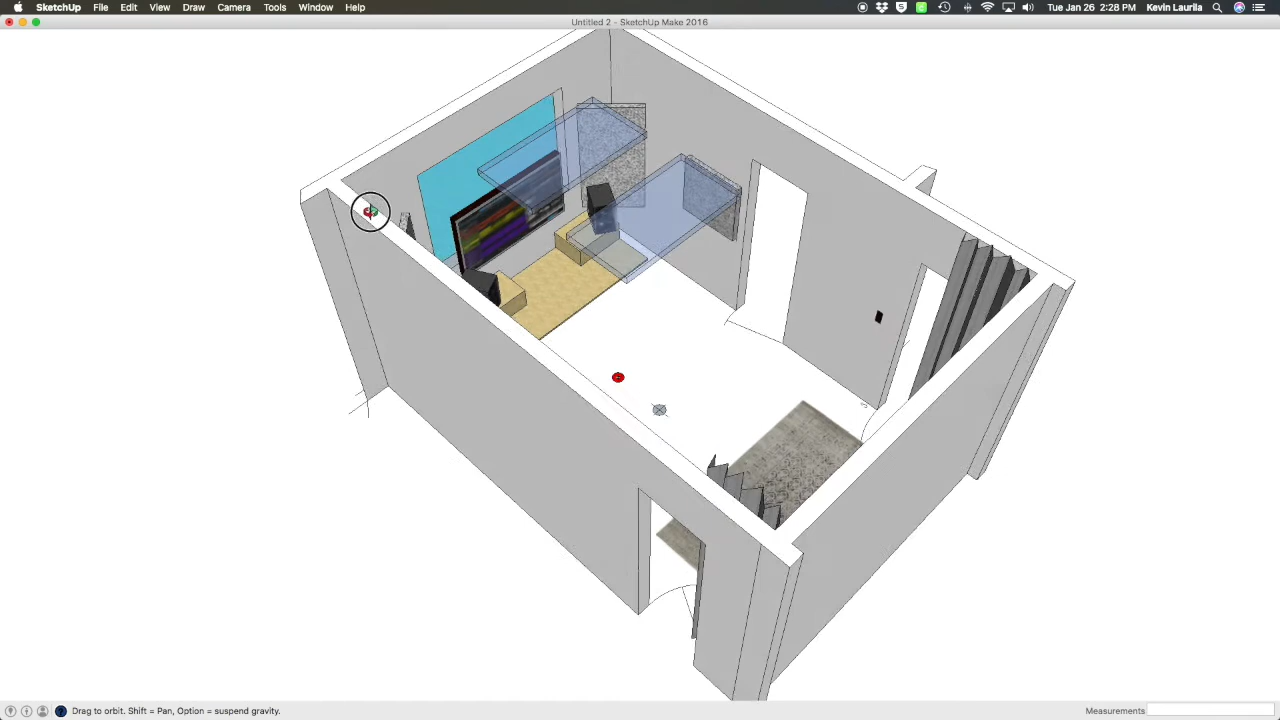 SketchUp File Edit View Draw Camera Tools Window Help Tue Jan 26 2:28 PM Kevin Laurila
Untitled 2 - SketchUp Make 2016
Drag to orbit. Shift = Pan, Option = suspend gravity. Measurements